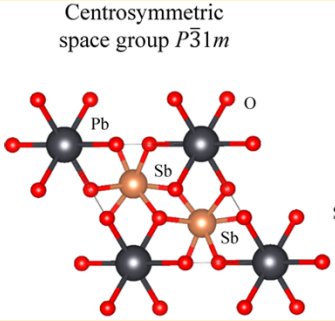 Centrosymmetric
space group P3̅1m
O
Pb
Sb
Sb